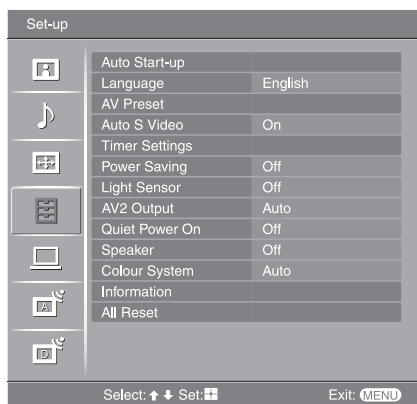 Set-up
Auto Start-up
Language English
AV Preset
Auto S Video On
Timer Settings
Power Saving Off
Light Sensor Off
AV2 Output Auto
Quiet Power On Off
Speaker Off
Colour System Auto
Information
All Reset
A
D
Select: Set: Exit: MENU